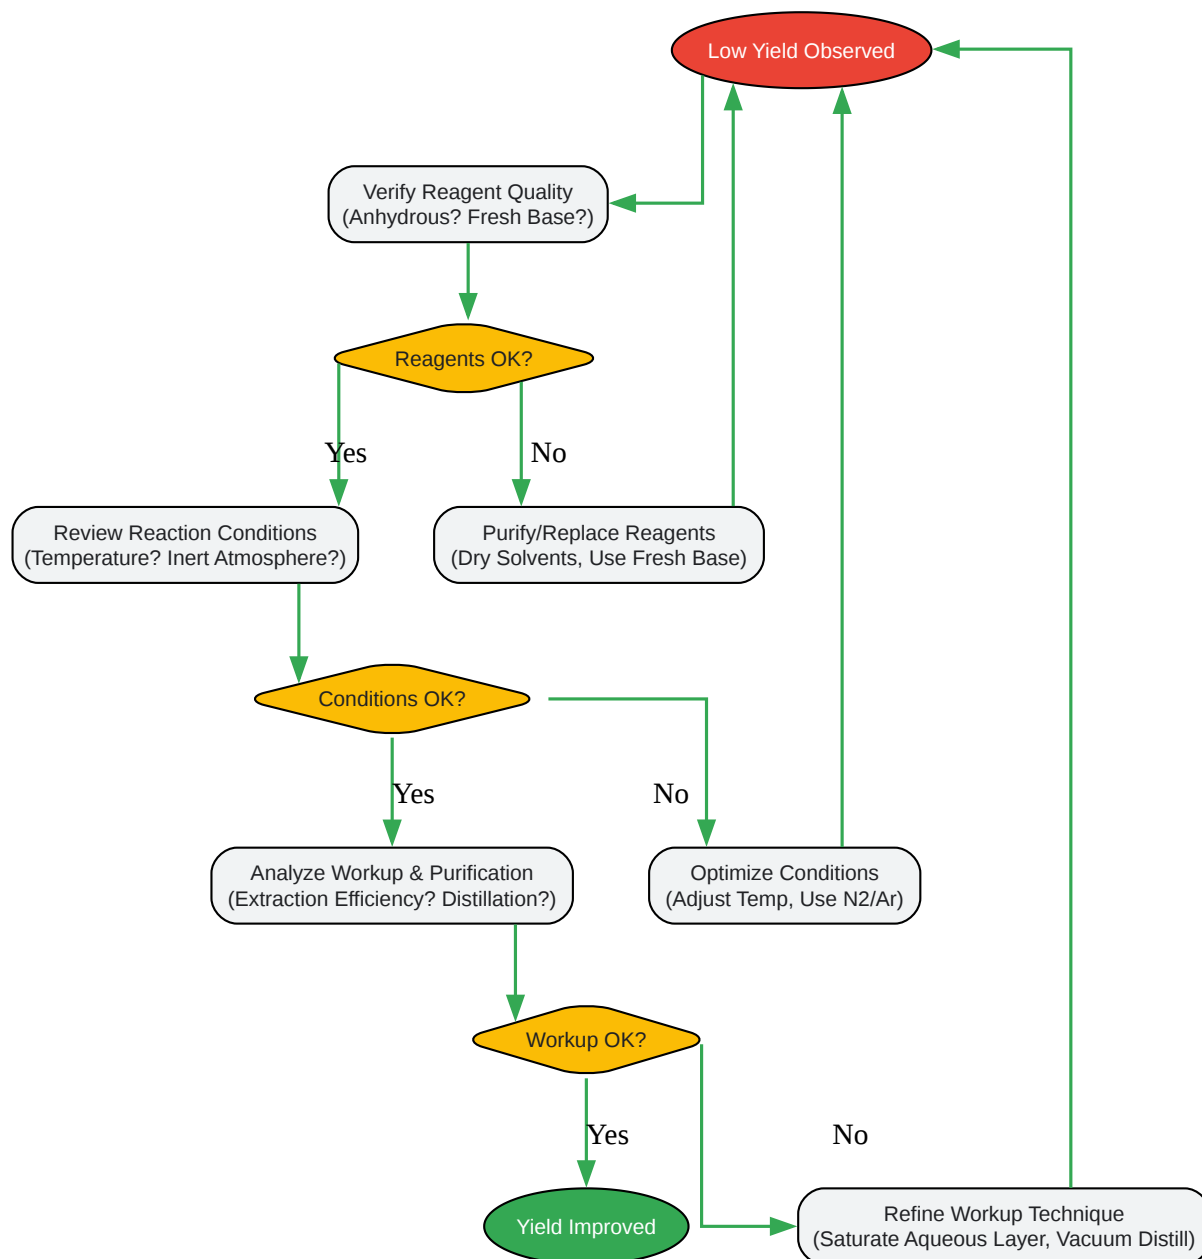 Low Yield Observed
Verify Reagent Quality
(Anhydrous? Fresh Base?)
Reagents OK?
Yes
No
Review Reaction Conditions
(Temperature? Inert Atmosphere?)
Purify/Replace Reagents
(Dry Solvents, Use Fresh Base)
Conditions OK?
Yes
No
Analyze Workup & Purification
(Extraction Efficiency? Distillation?)
Optimize Conditions
(Adjust Temp, Use N2/Ar)
Workup OK?
Yes
No
Yield Improved
Refine Workup Technique
(Saturate Aqueous Layer, Vacuum Distill)